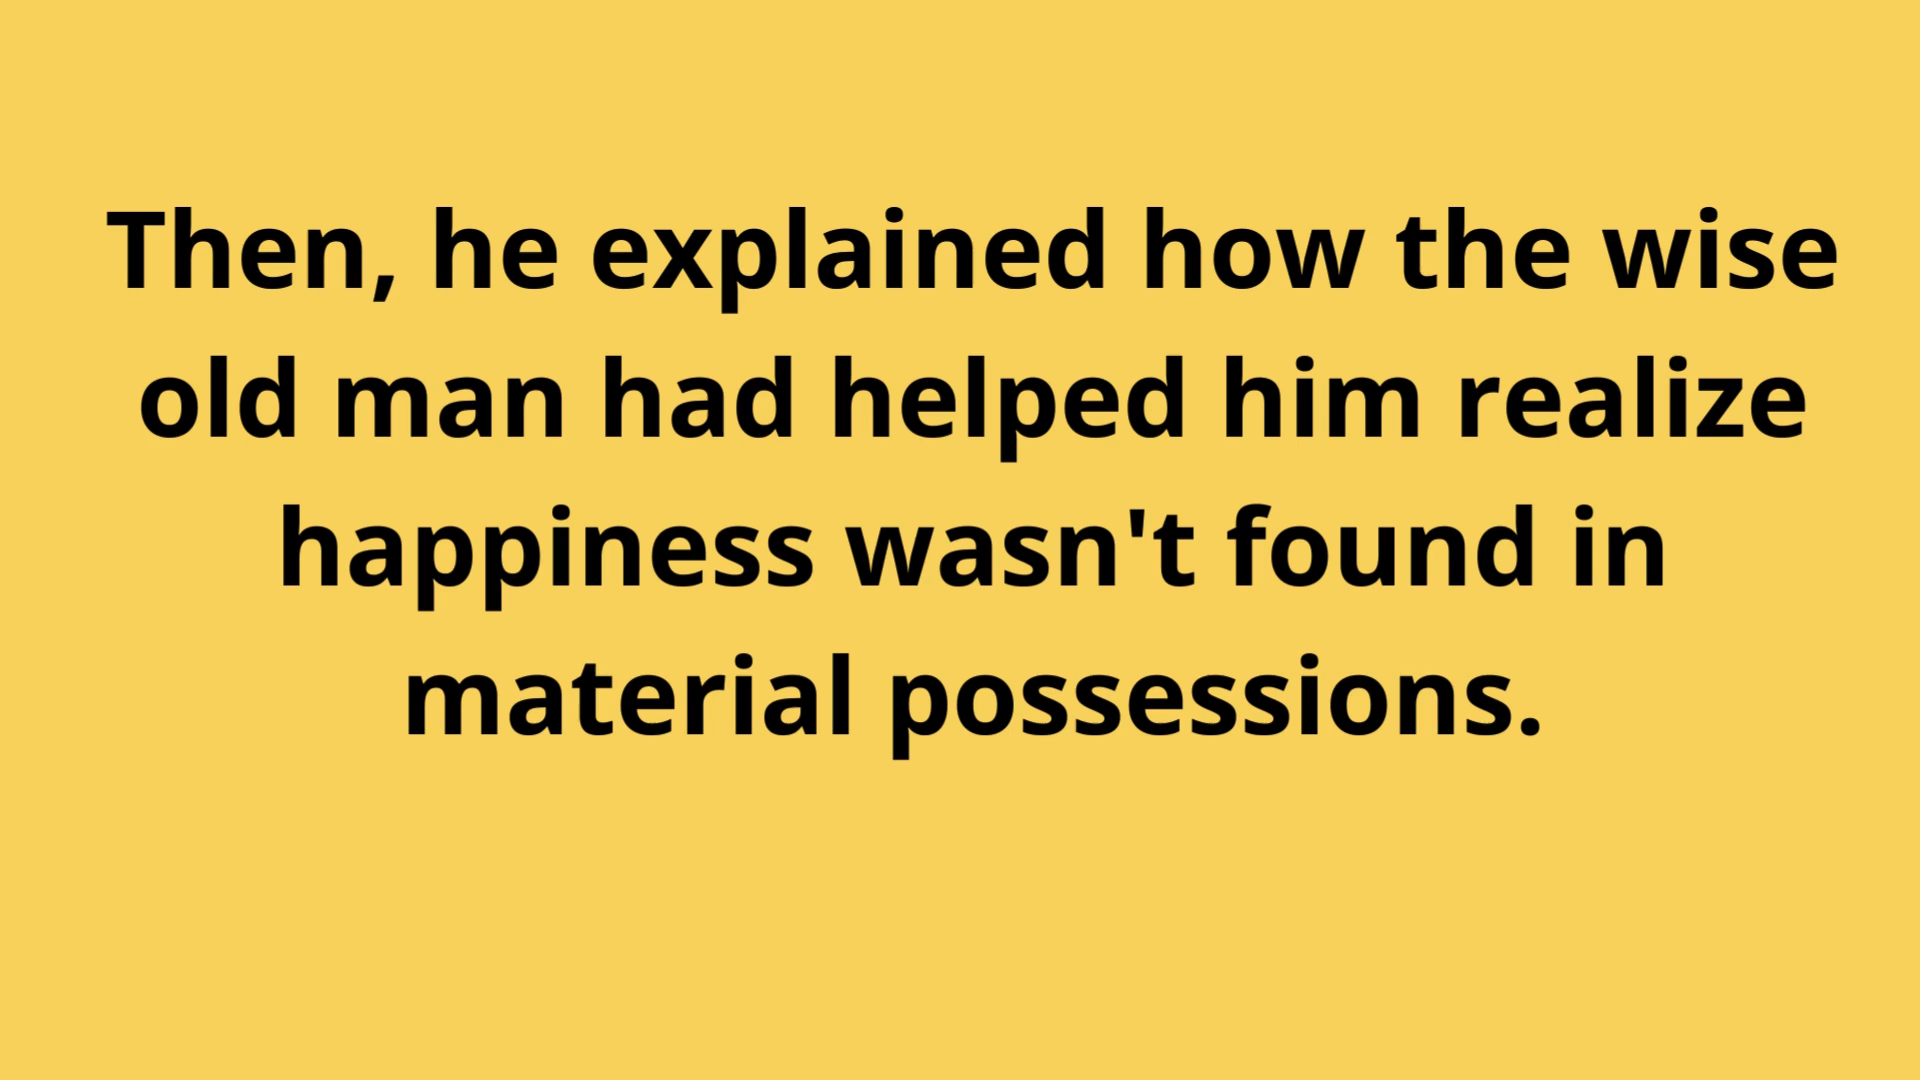 Then, he explained how the wise
old man had helped him realize
happiness wasn't found in
material possessions.